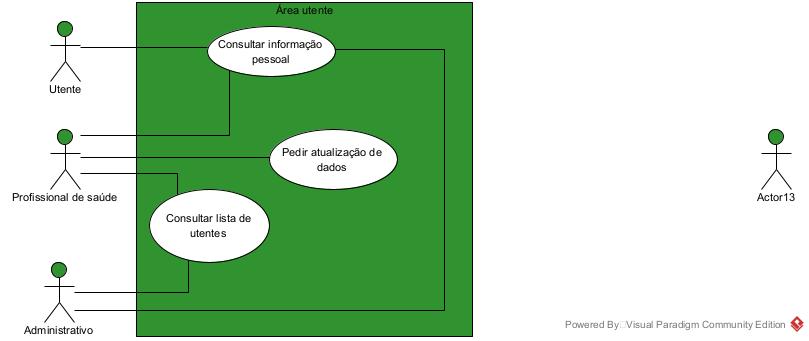 Área utente
Consultar informação
pessoal
Utente
Pedir atualização de
dados
Profissional de saúde
Actor13
Consultar lista de
utentes
Administrativo
Powered By Visual Paradigm Community Edition